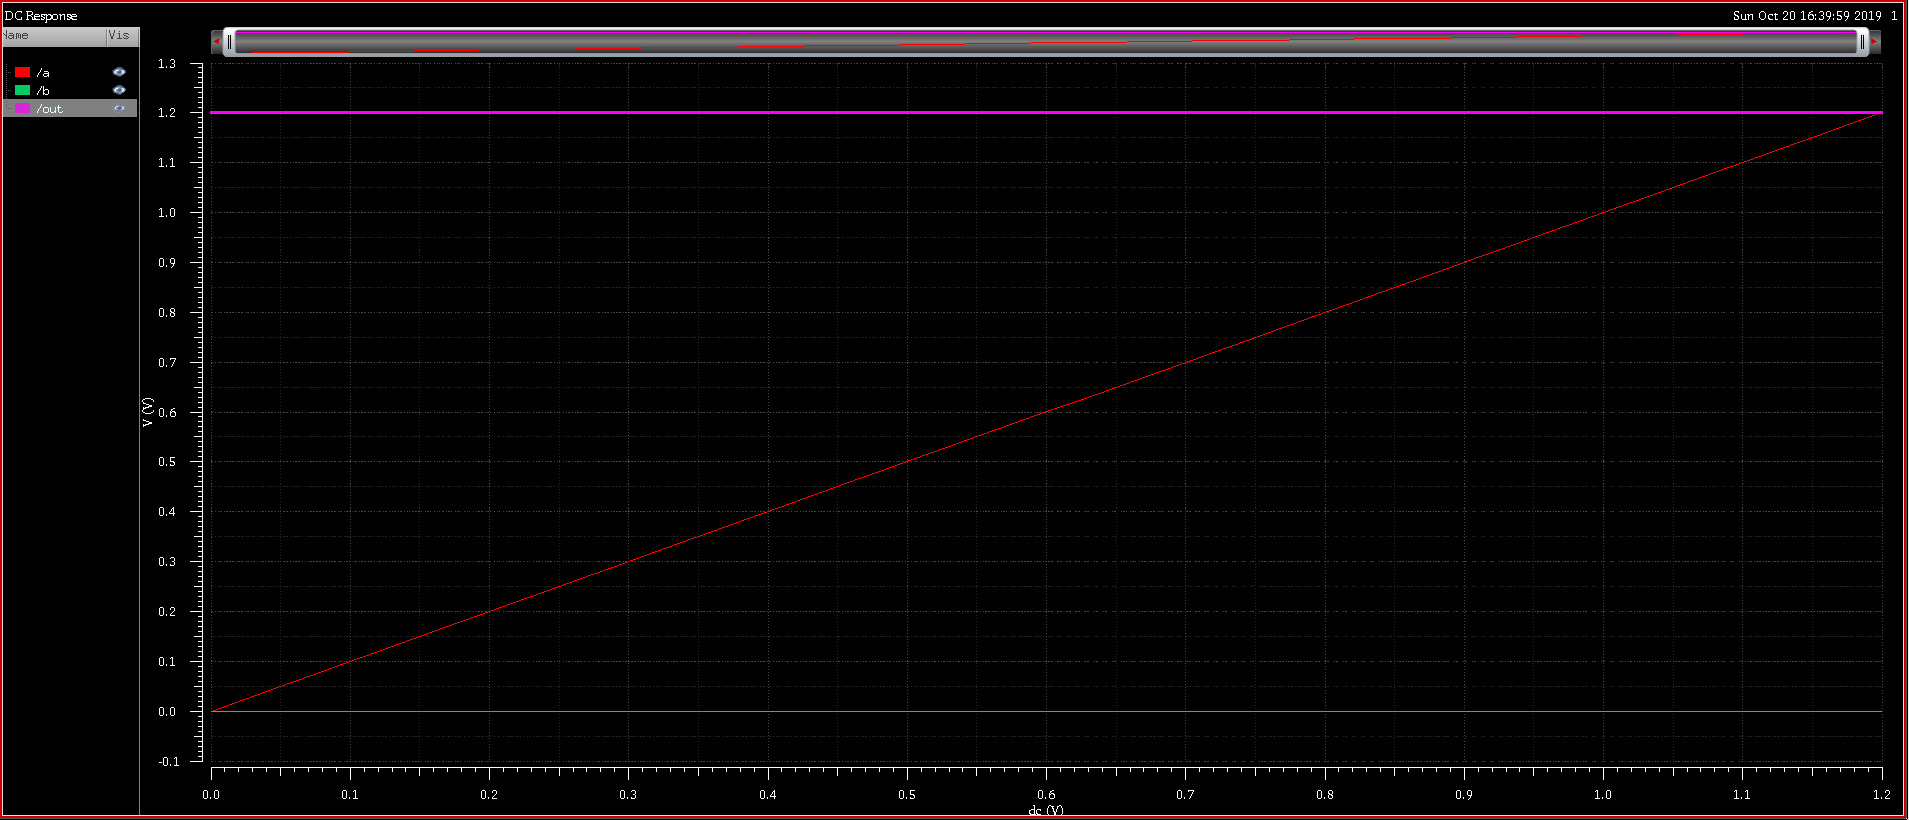 DC Response
Sun Oct 20 16:39:59 2019 1
Name Vis
/a
/b
/out
1.3
1.2
1.1
1.0
0.9
0.8
0.7
0.6
0.5
0.4
0.3
0.2
0.1
0.0
-0.1
V (V)
0.0 0.1 0.2 0.3 0.4 0.5 0.6 0.7 0.8 0.9 1.0 1.1 1.2
dc (V)